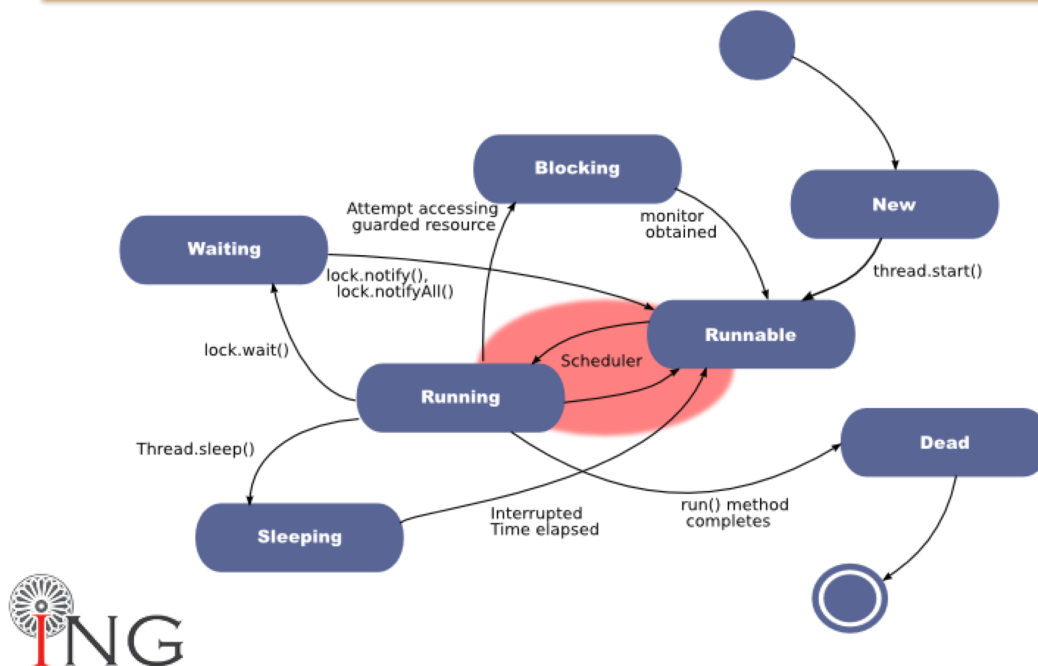 Blocking
New
Attempt accessing
guarded resource
monitor
obtained
Waiting
thread.start()
lock.notify(),
lock.notifyAll()
Runnable
lock.wait()
Scheduler
Running
Dead
Thread.sleep()
Interrupted
Time elapsed
run() method
completes
Sleeping
ING